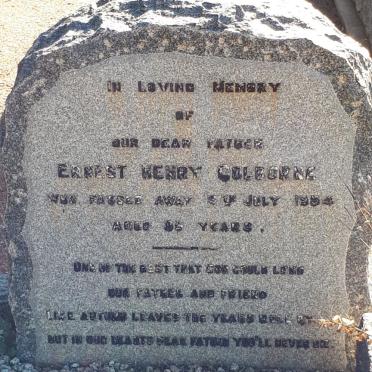 IN LOVING MEMORY
OF
OUR DEAR FATHER
ERNEST HENRY COLBORNE
WHO PASSED AWAY JULY 1954
AGED 85 YEARS.
ONE OF THE BEST THAT GOD COULD LEND
OUR FATHER AND FRIEND
LIKE AUTUMN LEAVES THE YEARS ROLL BY
BUT IN OUR HEARTS DEAR FATHER YOU'LL NEVER DIE.